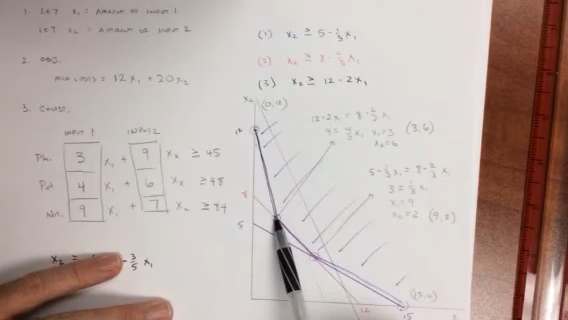 1. LET X₁ : AMOUNT OF INPUT 1
LET X₂ : AMOUNT OF INPUT 2
2. OBJ.
MIN LOSSES = 12X₁ + 20X₂
3. CONST.
INPUT 1 INPUT 2
Ph. 3 X₁ + 9 X₂ ≥ 45
Pot 4 X₁ + 6 X₂ ≥ 48
Nit. 9 X₁ + 7 X₂ ≥ 84
X₂ ≥ - 3/5 X₁
(1) X₂ ≥ 5 - 1/3 X₁
(2) X₂ ≥ 8 - 2/3 X₁
(3) X₂ ≥ 12 - 2X₁
X₂
(0,12)
12
8
5
12
15
(15,0)
12 - 2X = 8 - 2/3 X₁
4 = 4/3 X₁ X₁ = 3
X₂ = 6
(3,6)
5 - 1/3 X₁ = 8 - 2/3 X₁
3 = 1/3 X₁
X₁ = 9
X₂ = 2
(9,2)